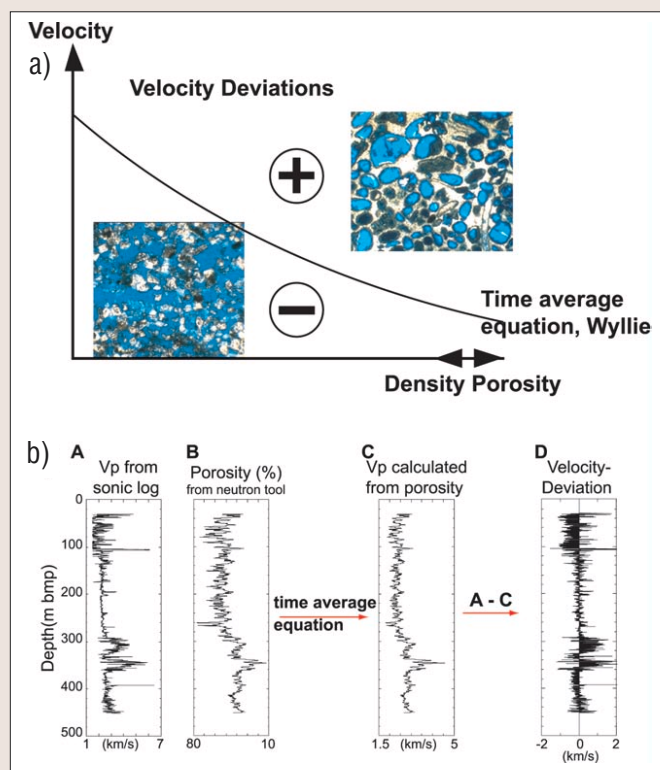 Velocity
a)
Velocity Deviations
+
−
Time average
equation, Wyllie
Density Porosity
b)
A
Vp from
sonic log
B
Porosity (%)
from neutron tool
C
Vp calculated
from porosity
D
Velocity-
Deviation
Depth(m bmp)
0
100
200
300
400
500
time average
equation
A - C
1 (km/s) 7
80 10
1.5 (km/s) 5
-2 0 2
(km/s)